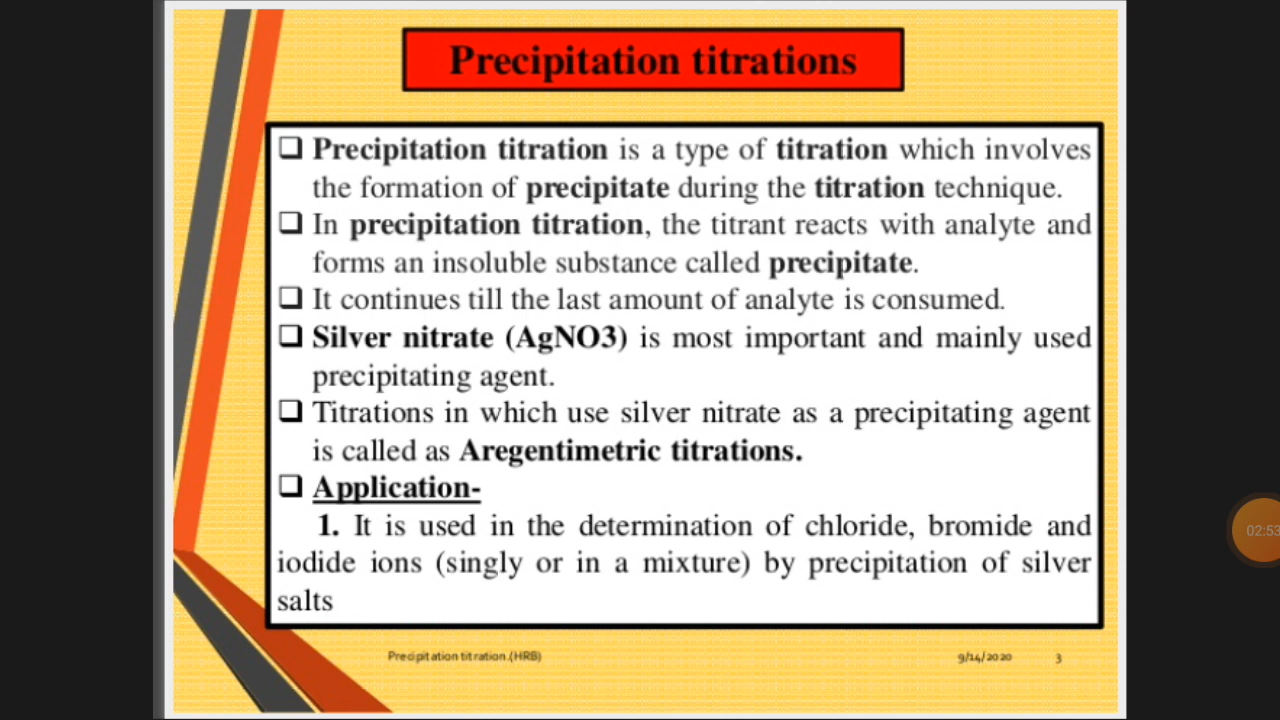 Precipitation titrations
❑ Precipitation titration is a type of titration which involves
the formation of precipitate during the titration technique.
❑ In precipitation titration, the titrant reacts with analyte and
forms an insoluble substance called precipitate.
❑ It continues till the last amount of analyte is consumed.
❑ Silver nitrate (AgNO3) is most important and mainly used
precipitating agent.
❑ Titrations in which use silver nitrate as a precipitating agent
is called as Aregentimetric titrations.
❑ Application-
1. It is used in the determination of chloride, bromide and
iodide ions (singly or in a mixture) by precipitation of silver
salts
Precipitation titration.(HRB) 9/14/2020 3
02:53